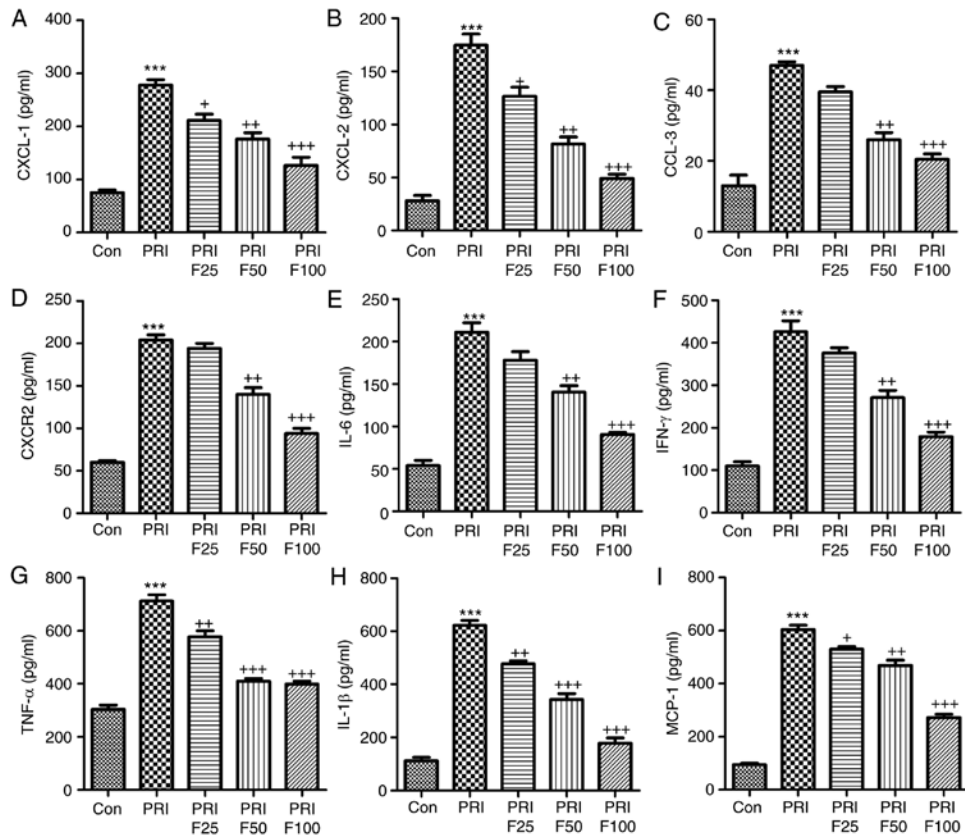 A
CXCL-1 (pg/ml)
400
300
200
100
0
***
+
++
+++
Con PRI PRI PRI PRI
F25 F50 F100
B
CXCL-2 (pg/ml)
200
150
100
50
0
***
+
++
+++
Con PRI PRI PRI PRI
F25 F50 F100
C
CCL-3 (pg/ml)
60
40
20
0
***
++
+++
Con PRI PRI PRI PRI
F25 F50 F100
D
CXCR2 (pg/ml)
250
200
150
100
50
0
***
++
+++
Con PRI PRI PRI PRI
F25 F50 F100
E
IL-6 (pg/ml)
250
200
150
100
50
0
***
++
+++
Con PRI PRI PRI PRI
F25 F50 F100
F
IFN-γ (pg/ml)
500
400
300
200
100
0
***
++
+++
Con PRI PRI PRI PRI
F25 F50 F100
G
TNF-α (pg/ml)
800
600
400
200
0
***
++
+++
+++
Con PRI PRI PRI PRI
F25 F50 F100
H
IL-1β (pg/ml)
800
600
400
200
0
***
++
+++
+++
Con PRI PRI PRI PRI
F25 F50 F100
I
MCP-1 (pg/ml)
800
600
400
200
0
***
+
++
+++
Con PRI PRI PRI PRI
F25 F50 F100